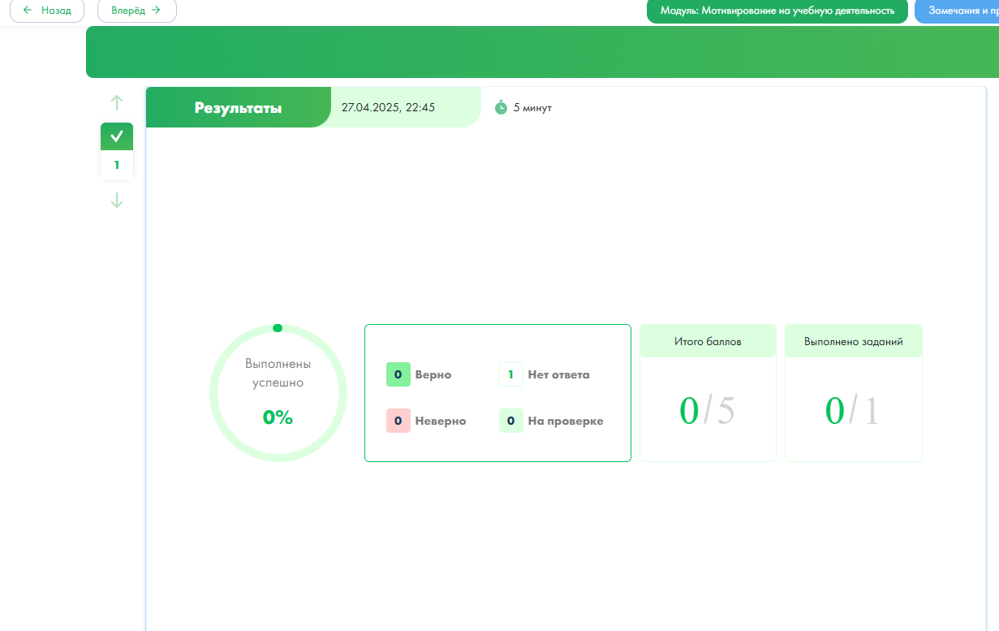 Назад
Вперёд
Модуль: Мотивирование на учебную деятельность
Замечания и
Результаты
27.04.2025, 22:45
5 минут
1
Выполнены
успешно
0%
0 Верно
1 Нет ответа
0 Неверно
0 На проверке
Итого баллов
0/5
Выполнено заданий
0/1